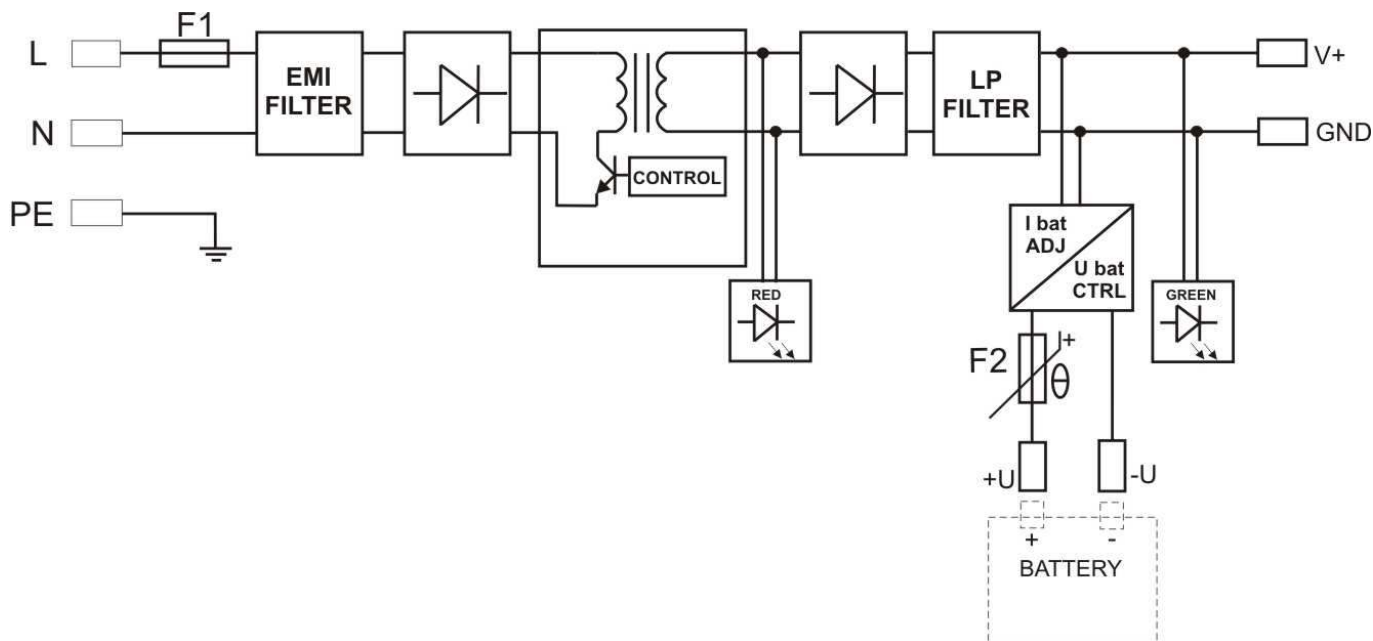 F1
L
EMI
FILTER
LP
FILTER
V+
N
GND
CONTROL
PE
I bat
ADJ
U bat
CTRL
RED
GREEN
F2
+
θ
+U
-U
+
-
BATTERY